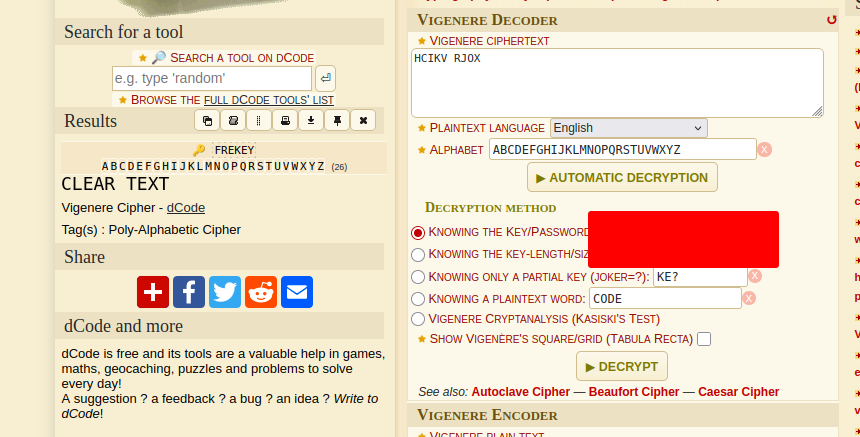 Search for a tool
★ 🔎 SEARCH A TOOL ON DCODE
e.g. type 'random'
⏎
★ BROWSE THE FULL DCODE TOOLS' LIST
Results
🔑 FREKEY
ABCDEFGHIJKLMNOPQRSTUVWXYZ (26)
CLEAR TEXT
Vigenere Cipher - dCode
Tag(s) : Poly-Alphabetic Cipher
Share
dCode and more
dCode is free and its tools are a valuable help in games,
maths, geocaching, puzzles and problems to solve
every day!
A suggestion ? a feedback ? a bug ? an idea ? Write to
dCode!
VIGENERE DECODER
★ VIGENERE CIPHERTEXT
HCIKV RJOX
★ PLAINTEXT LANGUAGE English
★ ALPHABET ABCDEFGHIJKLMNOPQRSTUVWXYZ
▶ AUTOMATIC DECRYPTION
DECRYPTION METHOD
KNOWING THE KEY/PASSWORD
KNOWING THE KEY-LENGTH/SIZ
KNOWING ONLY A PARTIAL KEY (JOKER=?): KE?
KNOWING A PLAINTEXT WORD: CODE
VIGENERE CRYPTANALYSIS (KASISKI'S TEST)
★ SHOW VIGENÈRE'S SQUARE/GRID (TABULA RECTA)
▶ DECRYPT
See also: Autoclave Cipher — Beaufort Cipher — Caesar Cipher
VIGENERE ENCODER
★ VIGENERE PLAIN TEXT